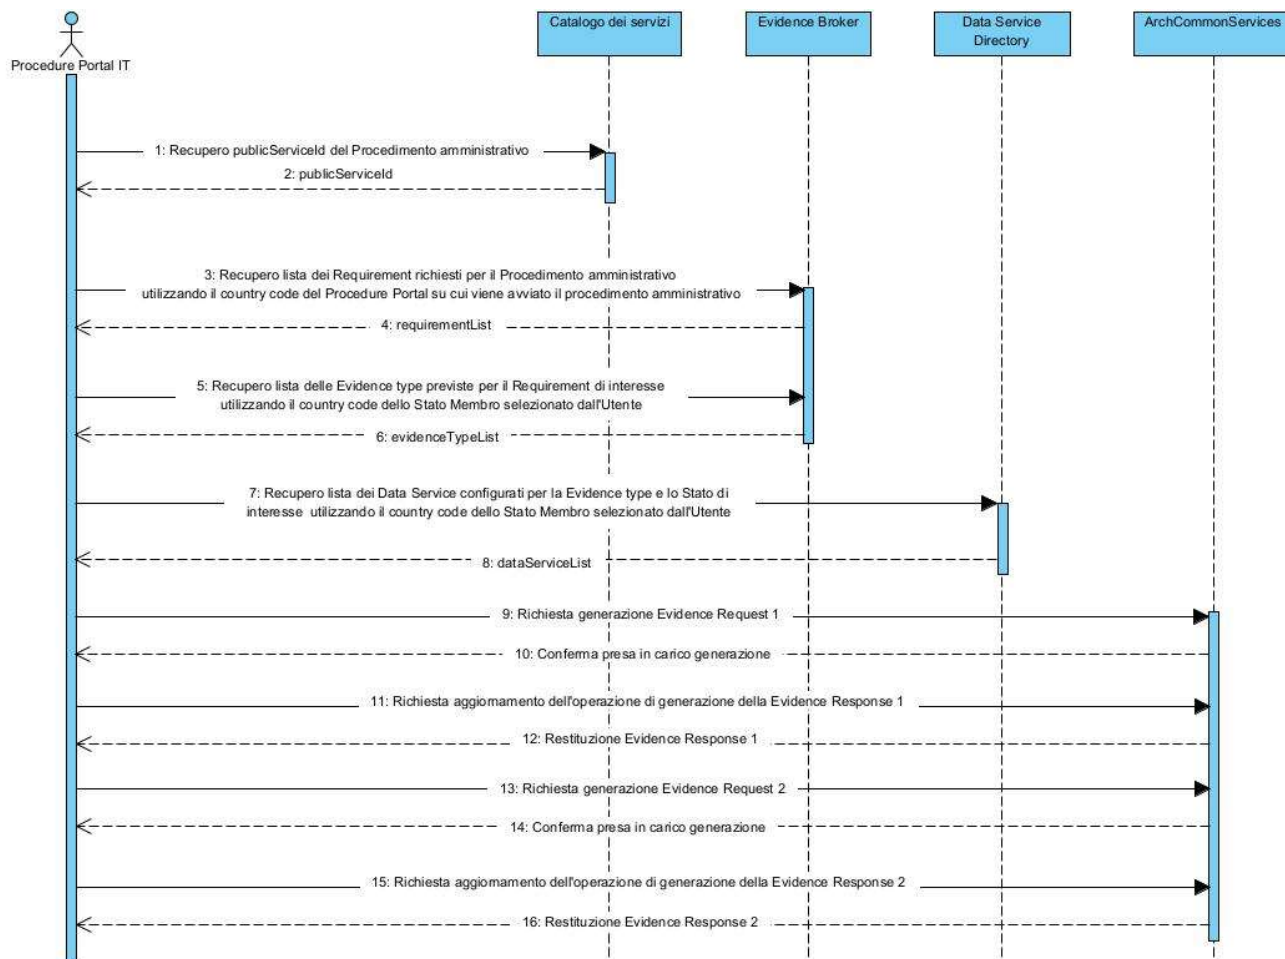 Procedure Portal IT
Catalogo dei servizi
Evidence Broker
Data Service
Directory
ArchCommonServices
1: Recupero publicServiceId del Procedimento amministrativo
2: publicServiceId
3: Recupero lista dei Requirement richiesti per il Procedimento amministrativo
utilizzando il country code del Procedure Portal su cui viene avviato il procedimento amministrativo
4: requirementList
5: Recupero lista delle Evidence type previste per il Requirement di interesse
utilizzando il country code dello Stato Membro selezionato dall'Utente
6: evidenceTypeList
7: Recupero lista dei Data Service configurati per la Evidence type e lo Stato di
interesse utilizzando il country code dello Stato Membro selezionato dall'Utente
8: dataServiceList
9: Richiesta generazione Evidence Request 1
10: Conferma presa in carico generazione
11: Richiesta aggiornamento dell'operazione di generazione della Evidence Response 1
12: Restituzione Evidence Response 1
13: Richiesta generazione Evidence Request 2
14: Conferma presa in carico generazione
15: Richiesta aggiornamento dell'operazione di generazione della Evidence Response 2
16: Restituzione Evidence Response 2